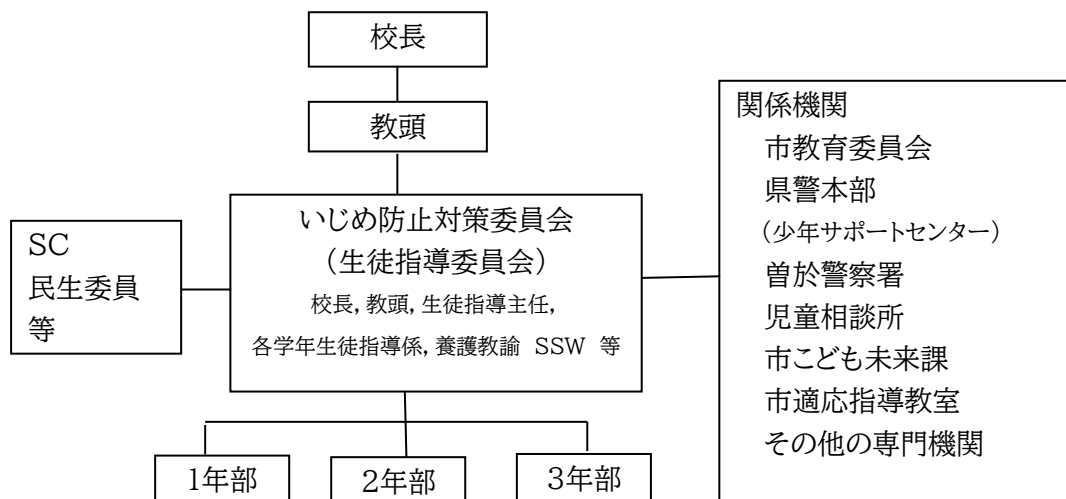 校長
教頭
いじめ防止対策委員会
（生徒指導委員会）
校長，教頭，生徒指導主任，
各学年生徒指導係，養護教諭 SSW 等
SC
民生委員
等
関係機関
市教育委員会
県警本部
（少年サポートセンター）
曽於警察署
児童相談所
市こども未来課
市適応指導教室
その他の専門機関
1年部
2年部
3年部